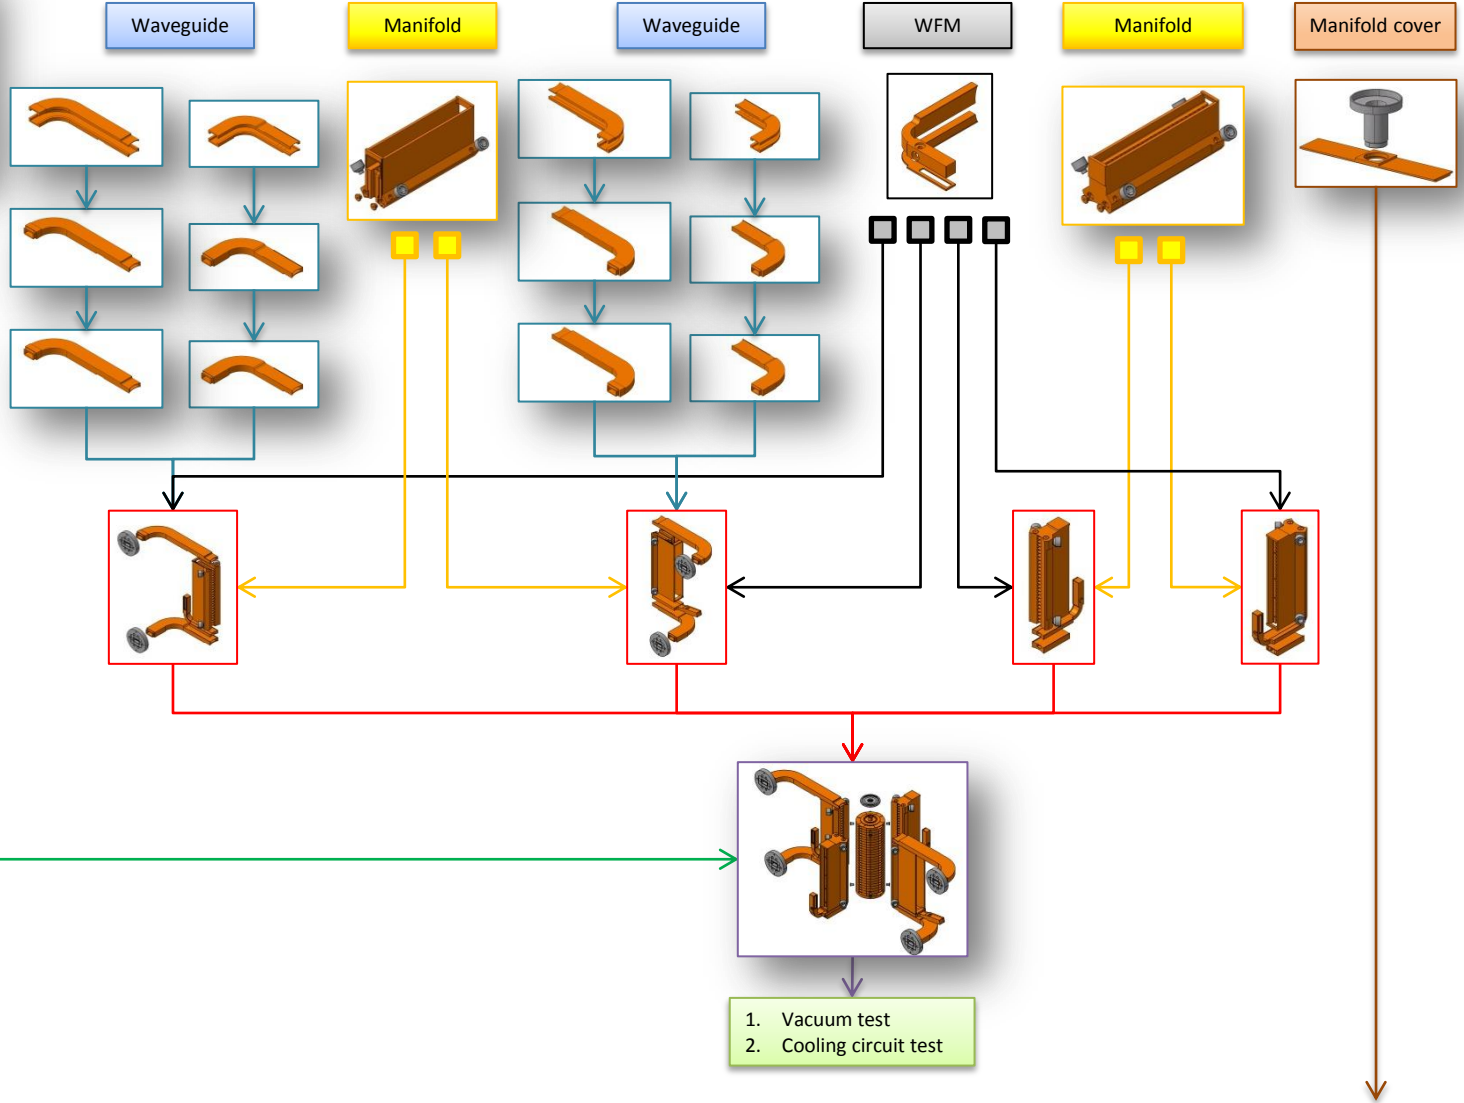 Waveguide
Manifold
Waveguide
WFM
Manifold
Manifold cover
1. Vacuum test
2. Cooling circuit test